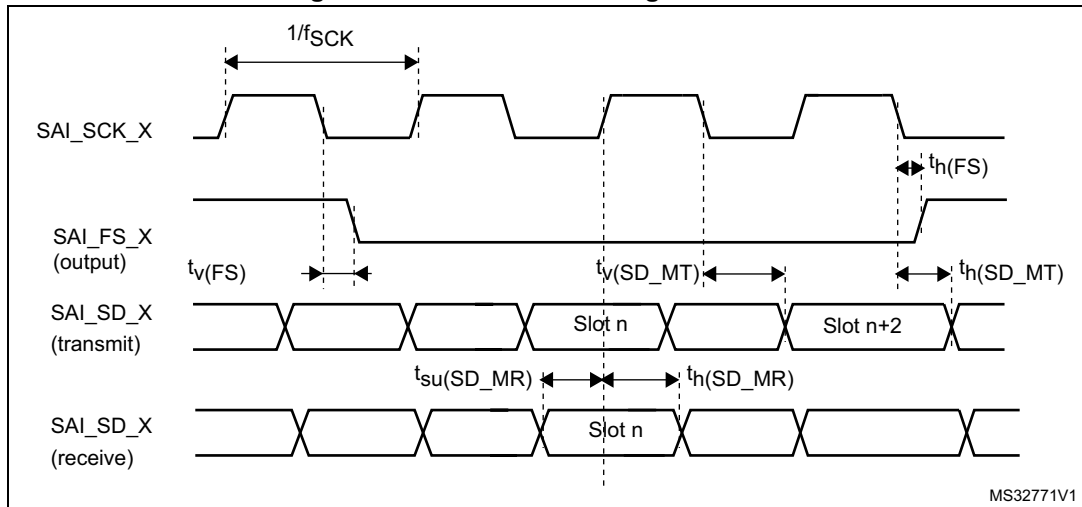 1/fSCK
SAI_SCK_X
th(FS)
SAI_FS_X
(output)
tv(FS)
tv(SD_MT)
th(SD_MT)
SAI_SD_X
(transmit)
Slot n
Slot n+2
tsu(SD_MR)
th(SD_MR)
SAI_SD_X
(receive)
Slot n
MS32771V1